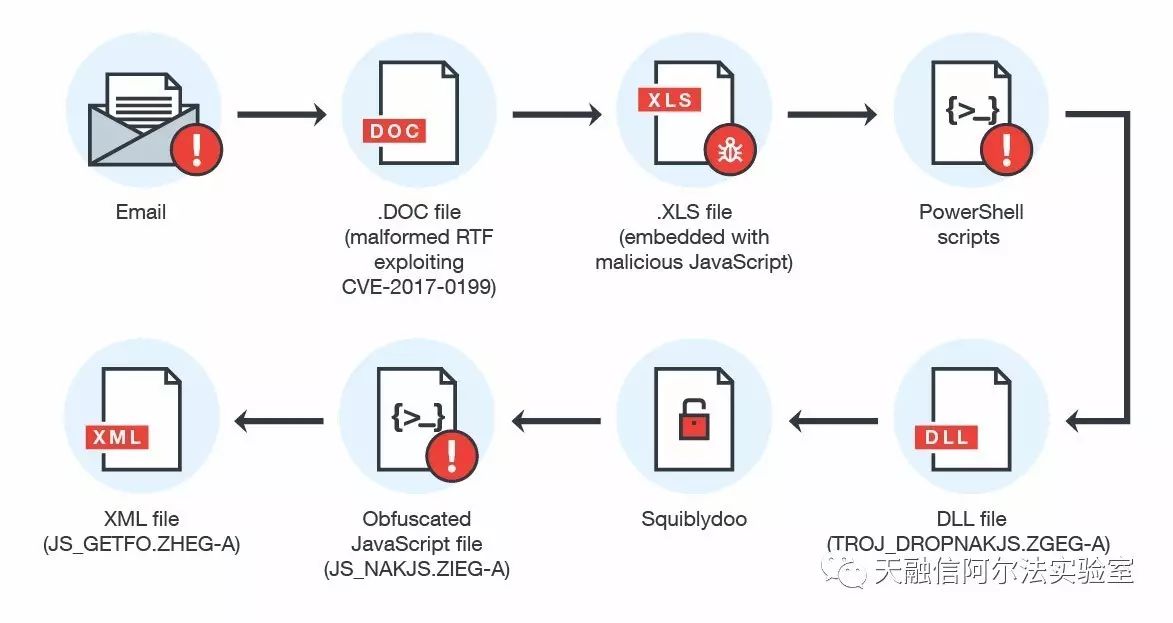 DOC
XLS
{>_}
Email
.DOC file
(malformed RTF
exploiting
CVE-2017-0199)
.XLS file
(embedded with
malicious JavaScript)
PowerShell
scripts
XML
{>_}
DLL
XML file
(JS_GETFO.ZHEG-A)
Obfuscated
JavaScript file
(JS_NAKJS.ZIEG-A)
Squiblydoo
DLL file
(TROJ_DROPNAKJS.ZGEG-A)
天融信阿尔法实验室